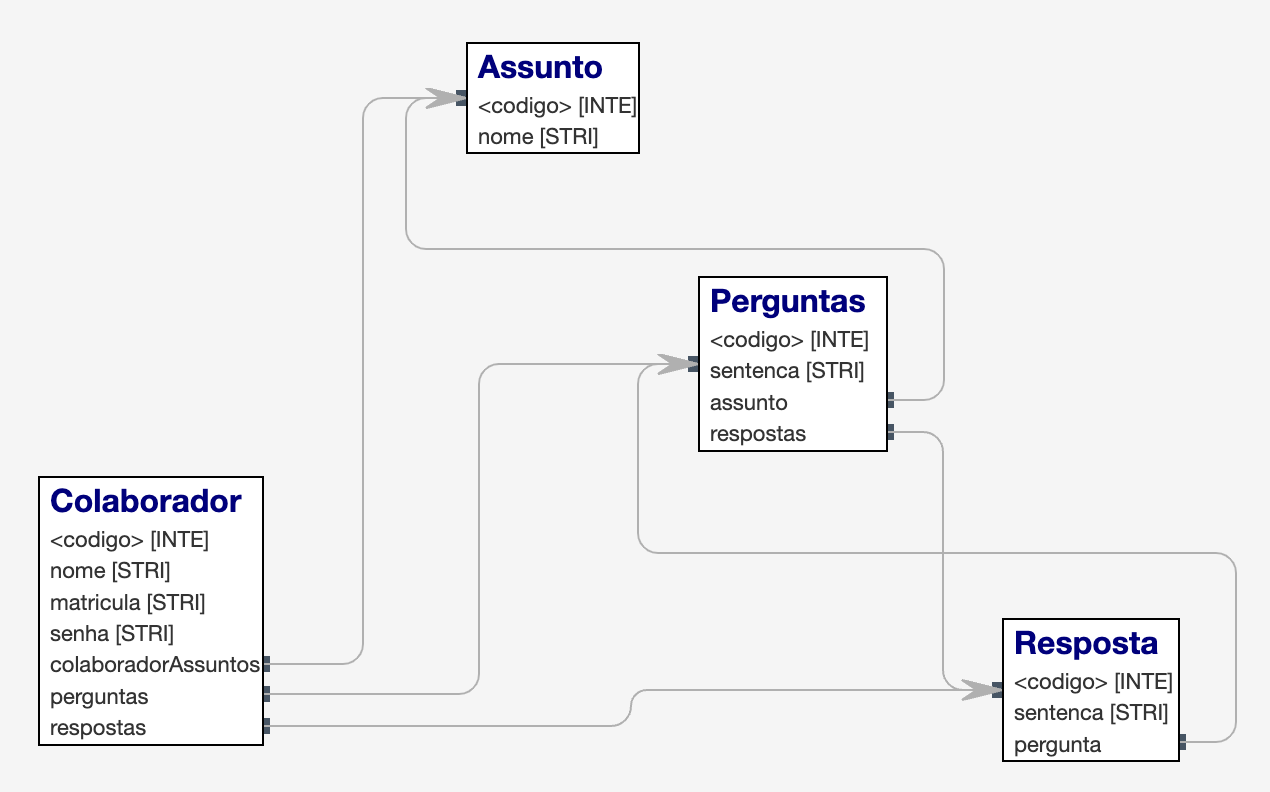 Assunto
<codigo> [INTE]
nome [STRI]
Perguntas
<codigo> [INTE]
sentenca [STRI]
assunto
respostas
Colaborador
<codigo> [INTE]
nome [STRI]
matricula [STRI]
senha [STRI]
colaboradorAssuntos
perguntas
respostas
Resposta
<codigo> [INTE]
sentenca [STRI]
pergunta